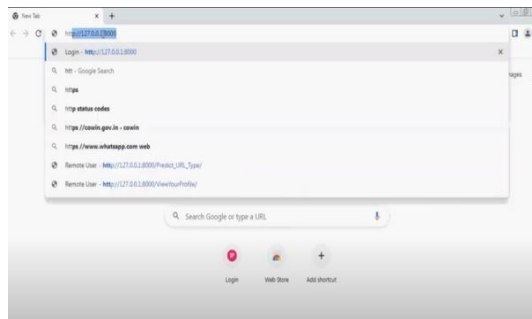 New Tab
http://127.0.0.1:8000
Login - http://127.0.0.1:8000
htt - Google Search
https
http status codes
https://cowin.gov.in - cowin
https://www.whatsapp.com web
Remote User - http://127.0.0.1:8000/Predict_URL_Type/
Remote User - http://127.0.0.1:8000/ViewYourProfile/
Search Google or type a URL
Login
Web Store
Add shortcut